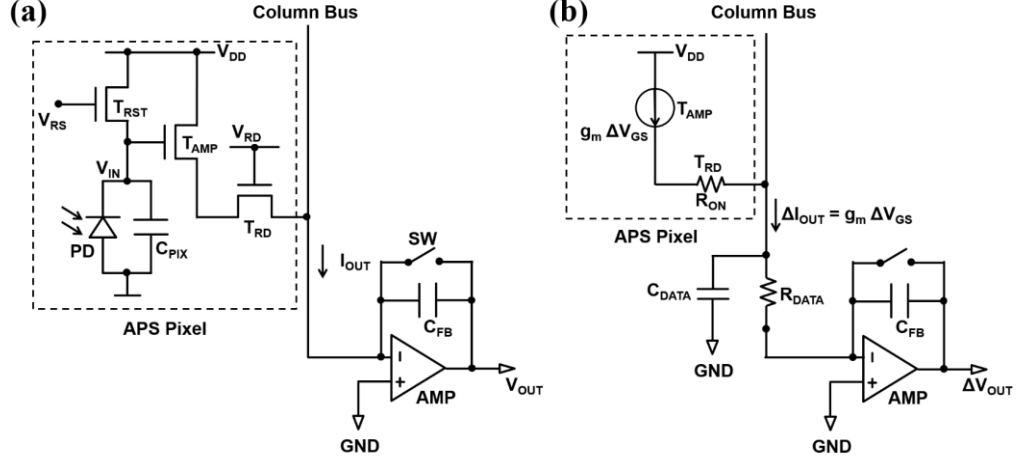 (a)
Column Bus
VDD
TRST
VRS
TAMP
VRD
VIN
TRD
PD
CPIX
APS Pixel
IOUT
SW
CFB
AMP
VOUT
GND
(b)
Column Bus
VDD
TAMP
gm ΔVGS
TRD
RON
APS Pixel
ΔIOUT = gm ΔVGS
CDATA
RDATA
GND
CFB
AMP
ΔVOUT
GND